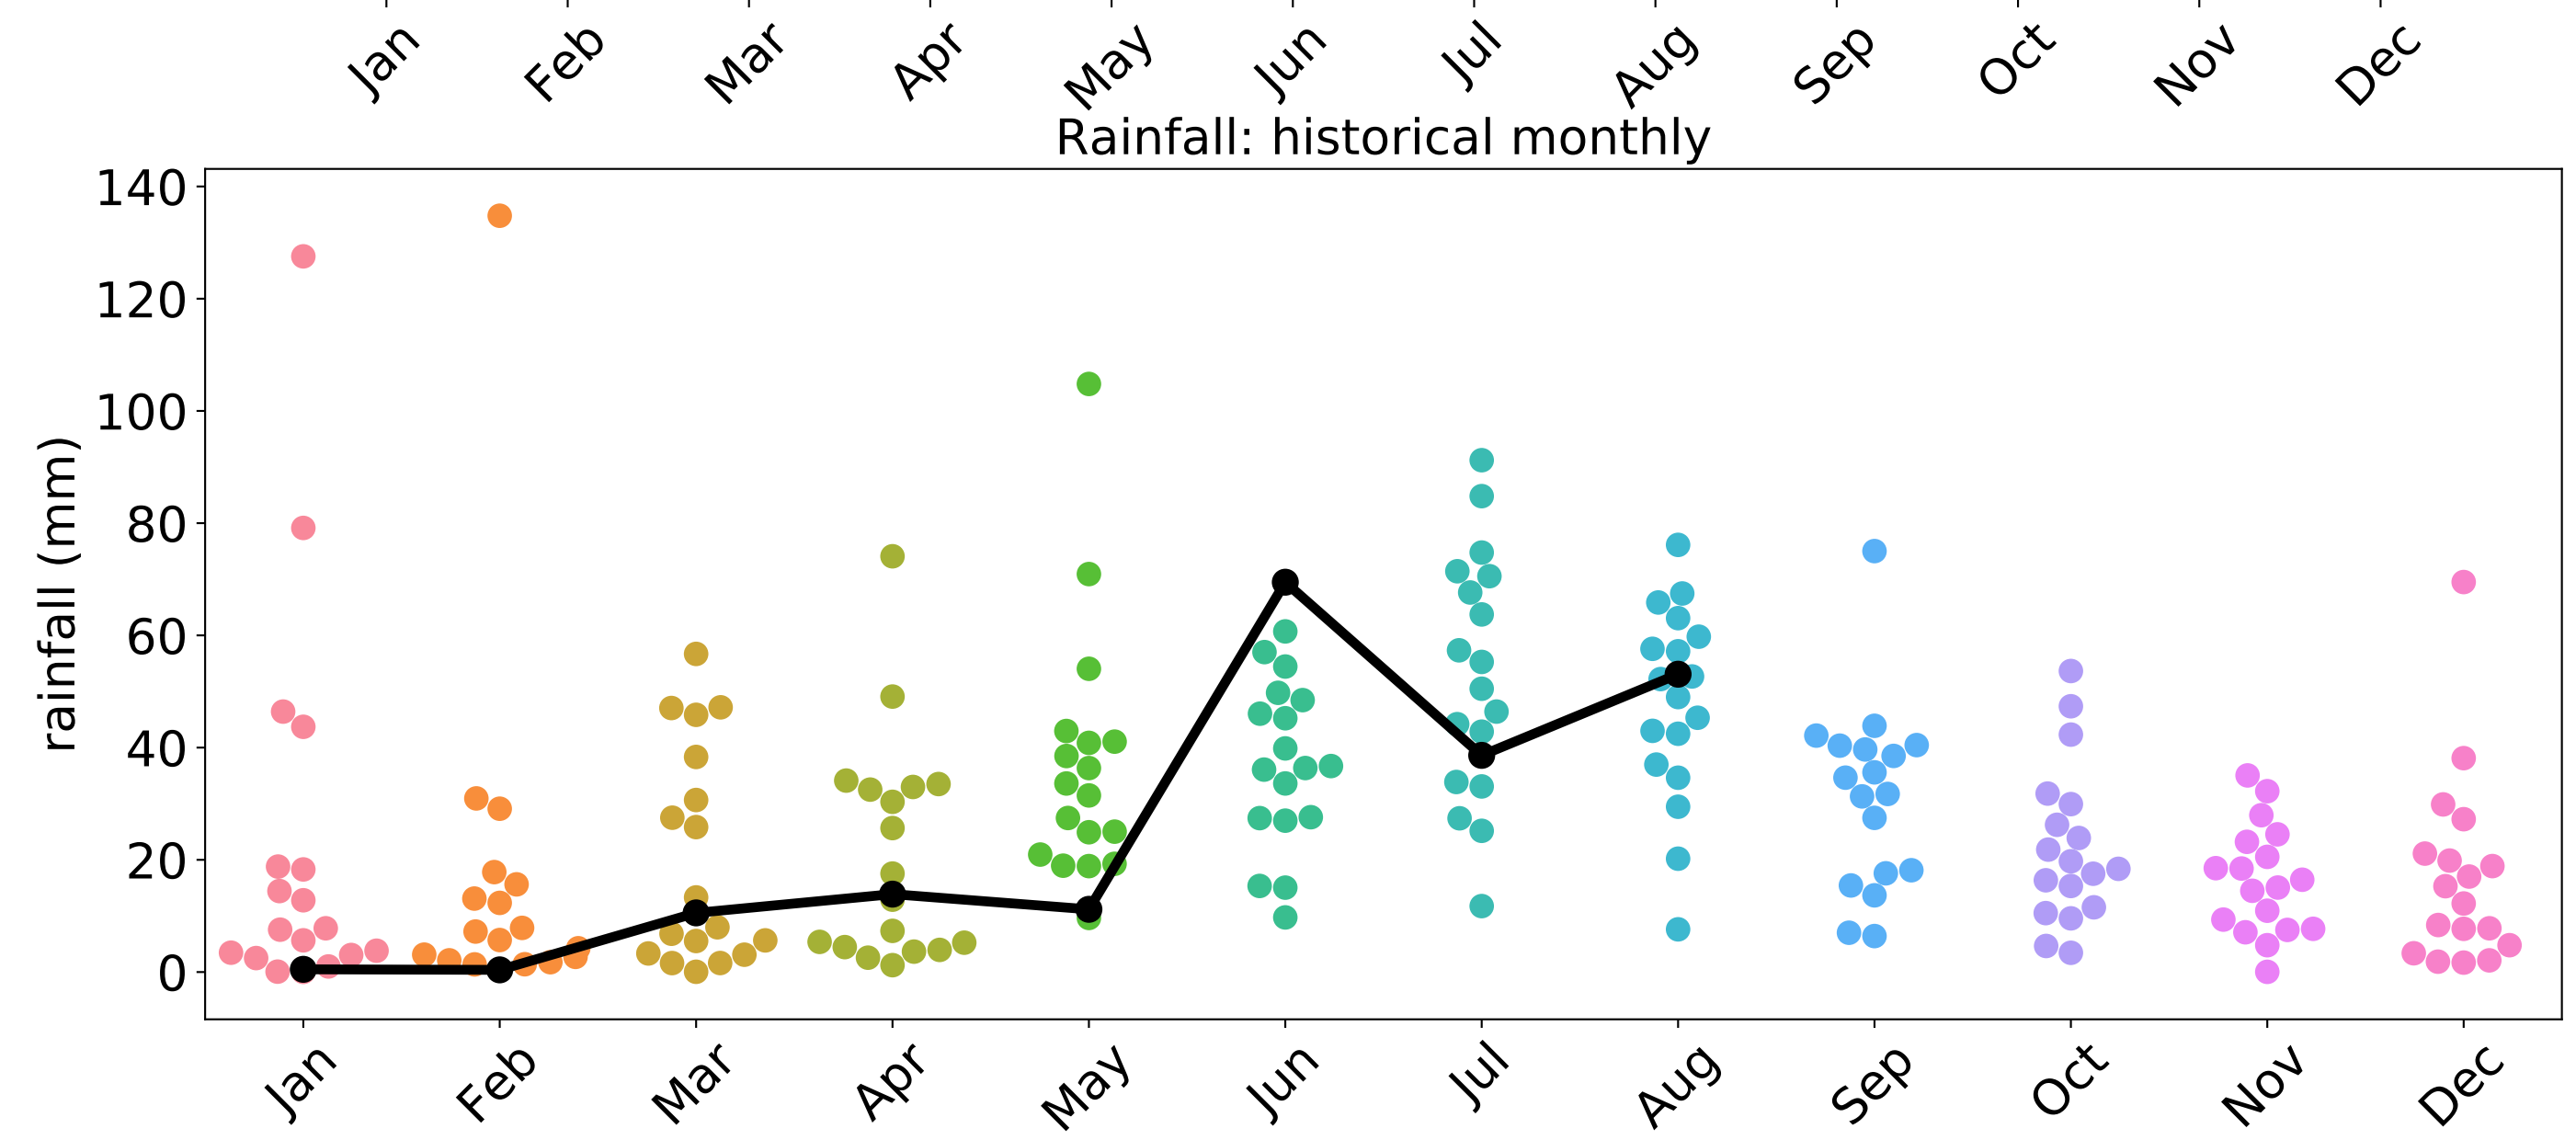 Jan Feb Mar Apr May Jun Jul Aug Sep Oct Nov Dec
Rainfall: historical monthly
140
120
100
80
60
40
20
0
rainfall (mm)
Jan Feb Mar Apr May Jun Jul Aug Sep Oct Nov Dec